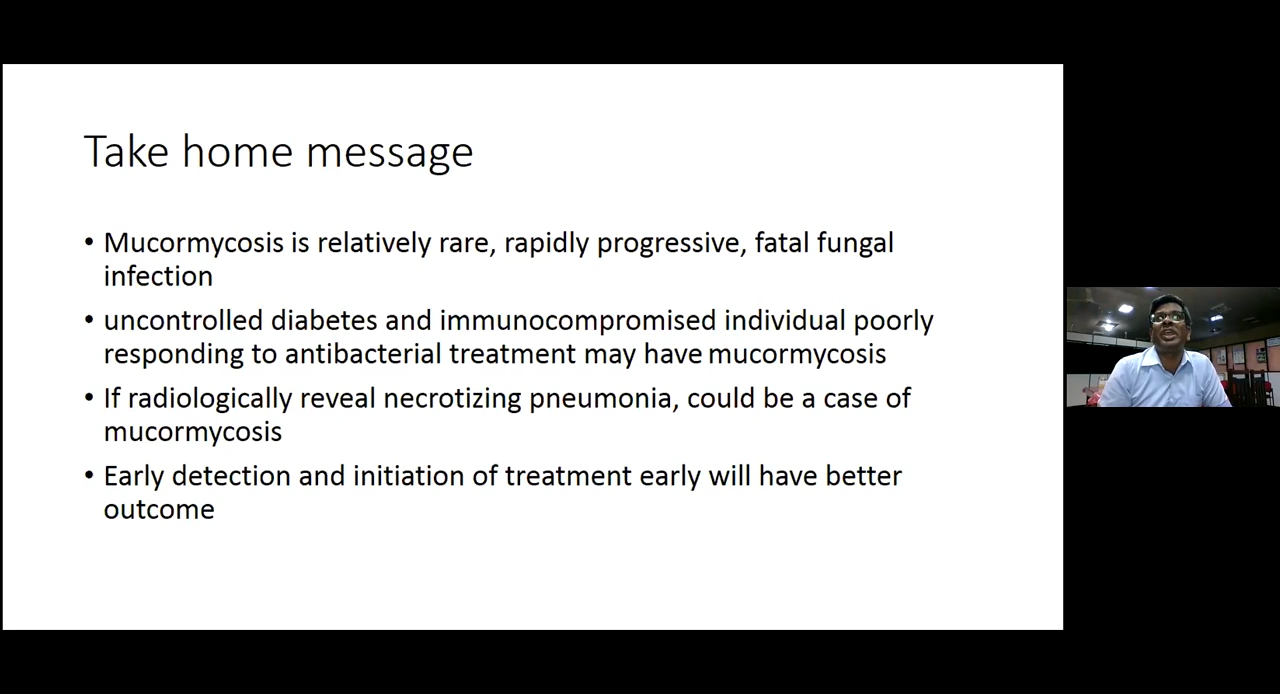 Take home message
• Mucormycosis is relatively rare, rapidly progressive, fatal fungal
infection
• uncontrolled diabetes and immunocompromised individual poorly
responding to antibacterial treatment may have mucormycosis
• If radiologically reveal necrotizing pneumonia, could be a case of
mucormycosis
• Early detection and initiation of treatment early will have better
outcome